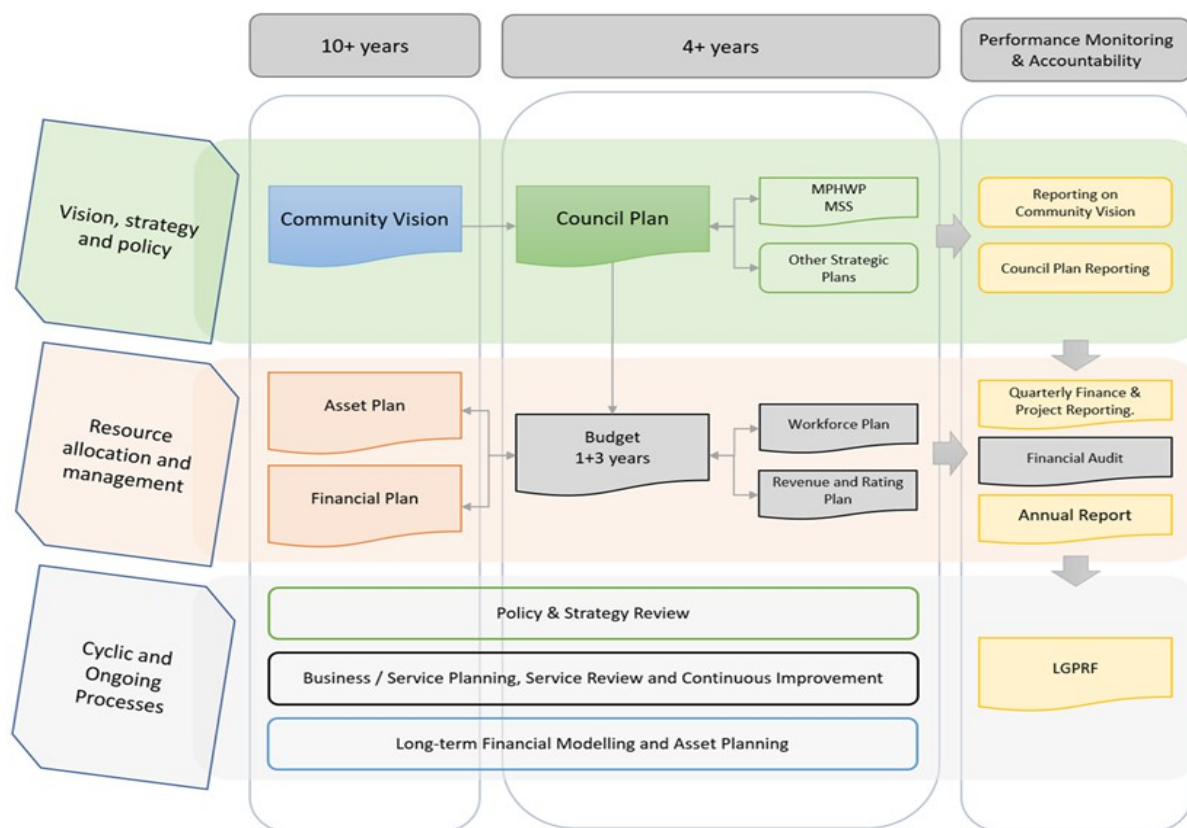 10+ years
4+ years
Performance Monitoring
& Accountability
Vision, strategy
and policy
Community Vision
Council Plan
MPHWP
MSS
Other Strategic
Plans
Reporting on
Community Vision
Council Plan Reporting
Resource
allocation and
management
Asset Plan
Financial Plan
Budget
1+3 years
Workforce Plan
Revenue and Rating
Plan
Quarterly Finance &
Project Reporting.
Financial Audit
Annual Report
Cyclic and
Ongoing
Processes
Policy & Strategy Review
Business / Service Planning, Service Review and Continuous Improvement
Long-term Financial Modelling and Asset Planning
LGPRF